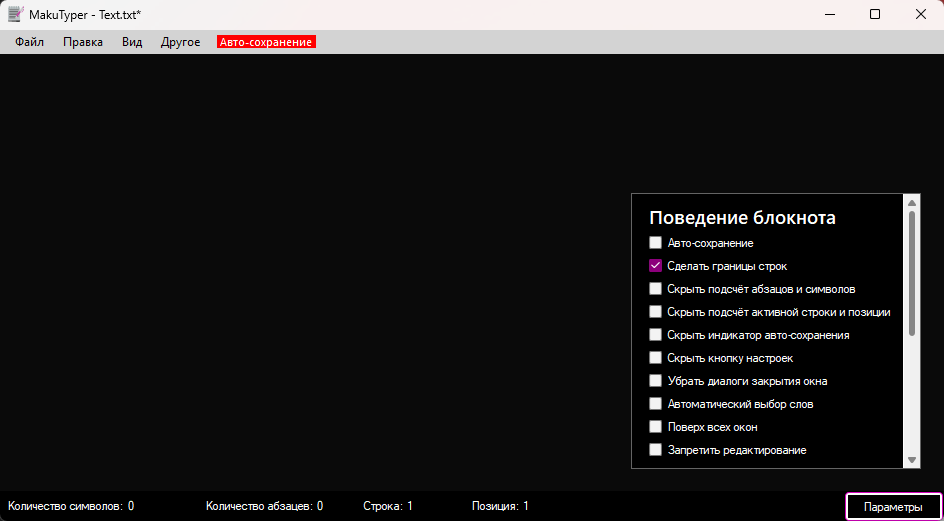 MakuTyper - Text.txt*
Файл Правка Вид Другое Авто-сохранение
Поведение блокнота
Авто-сохранение
Сделать границы строк
Скрыть подсчёт абзацов и символов
Скрыть подсчёт активной строки и позиции
Скрыть индикатор авто-сохранения
Скрыть кнопку настроек
Убрать диалоги закрытия окна
Автоматический выбор слов
Поверх всех окон
Запретить редактирование
Количество символов: 0 Количество абзацев: 0 Строка: 1 Позиция: 1 Параметры